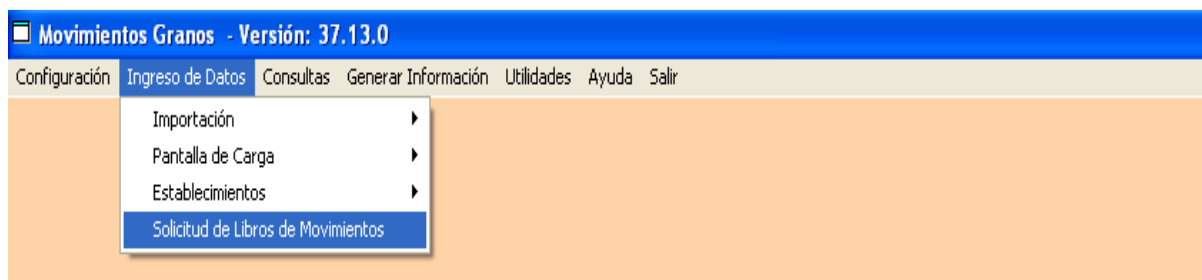 Movimientos Granos - Versión: 37.13.0
Configuración Ingreso de Datos Consultas Generar Información Utilidades Ayuda Salir
Importación
Pantalla de Carga
Establecimientos
Solicitud de Libros de Movimientos